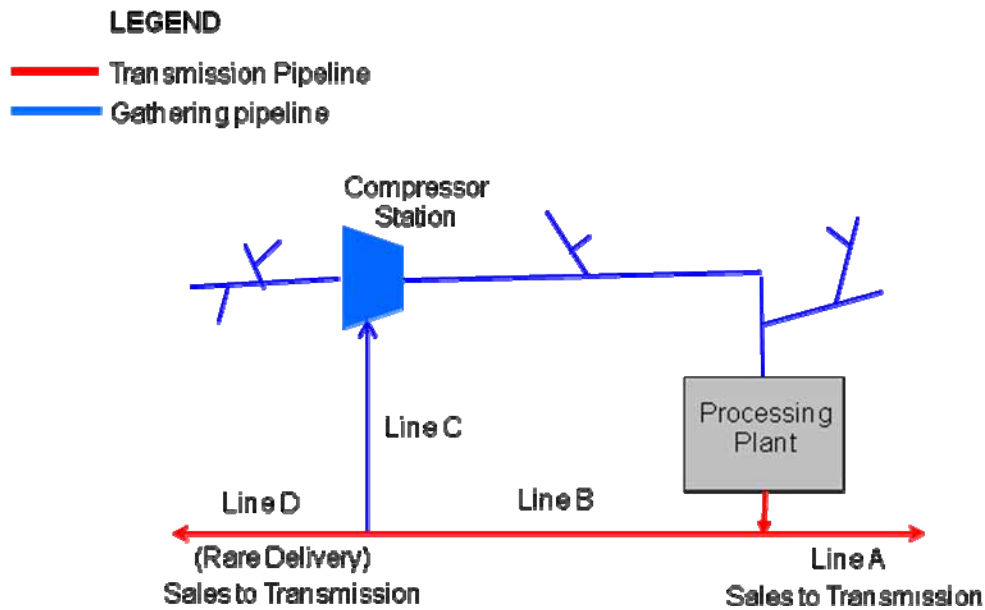 LEGEND
Transmission Pipeline
Gathering pipeline
Compressor
Station
Processing
Plant
Line C
Line D
Line B
(Rare Delivery)
Sales to Transmission
Line A
Sales to Transmission